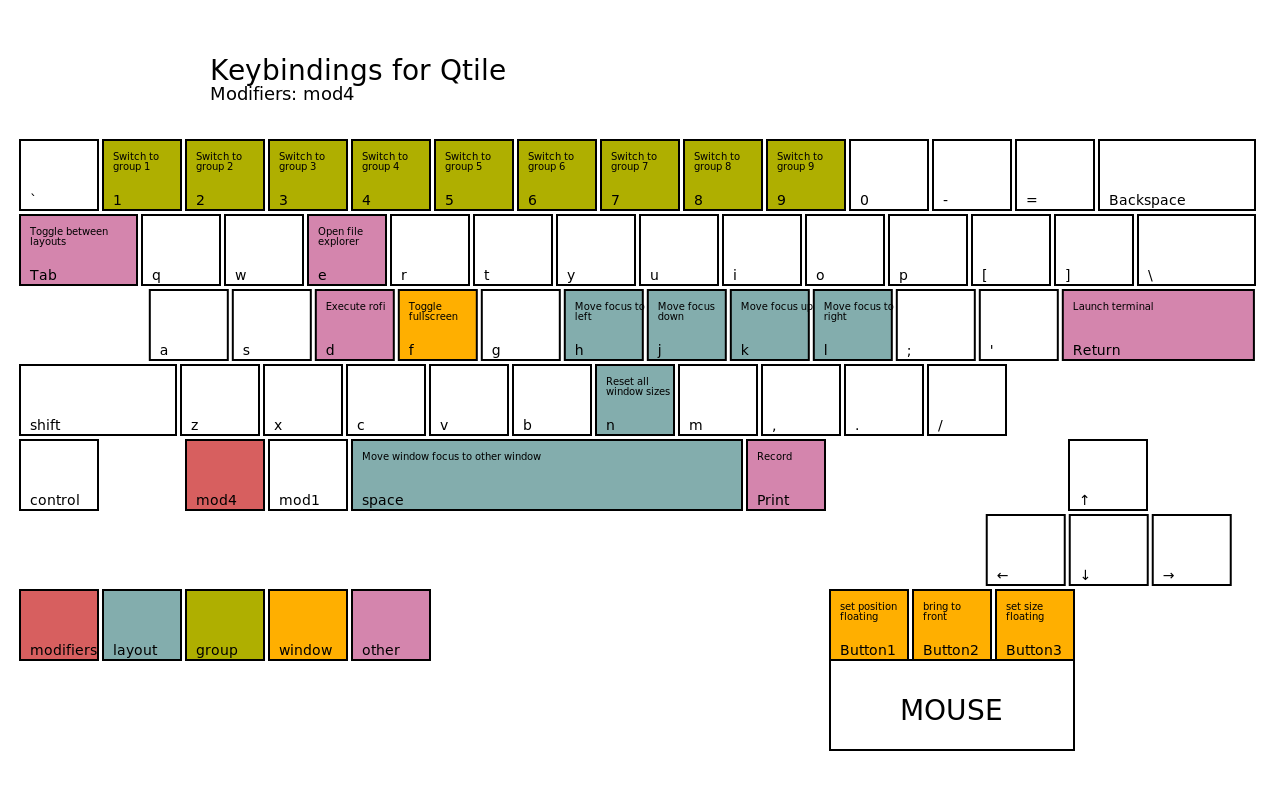 Keybindings for Qtile
Modifiers: mod4
Switch to
group 1
Switch to
group 2
Switch to
group 3
Switch to
group 4
Switch to
group 5
Switch to
group 6
Switch to
group 7
Switch to
group 8
Switch to
group 9
` 1 2 3 4 5 6 7 8 9 0 - = Backspace
Toggle between
layouts
Open file
explorer
Tab q w e r t y u i o p [ ] \
Execute rofi
Toggle
fullscreen
Move focus to
left
Move focus
down
Move focus up
Move focus to
right
Launch terminal
a s d f g h j k l ; ' Return
Reset all
window sizes
shift z x c v b n m , . /
Move window focus to other window
Record
control mod4 mod1 space Print ↑
← ↓ →
set position
floating
bring to
front
set size
floating
modifiers layout group window other Button1 Button2 Button3
MOUSE